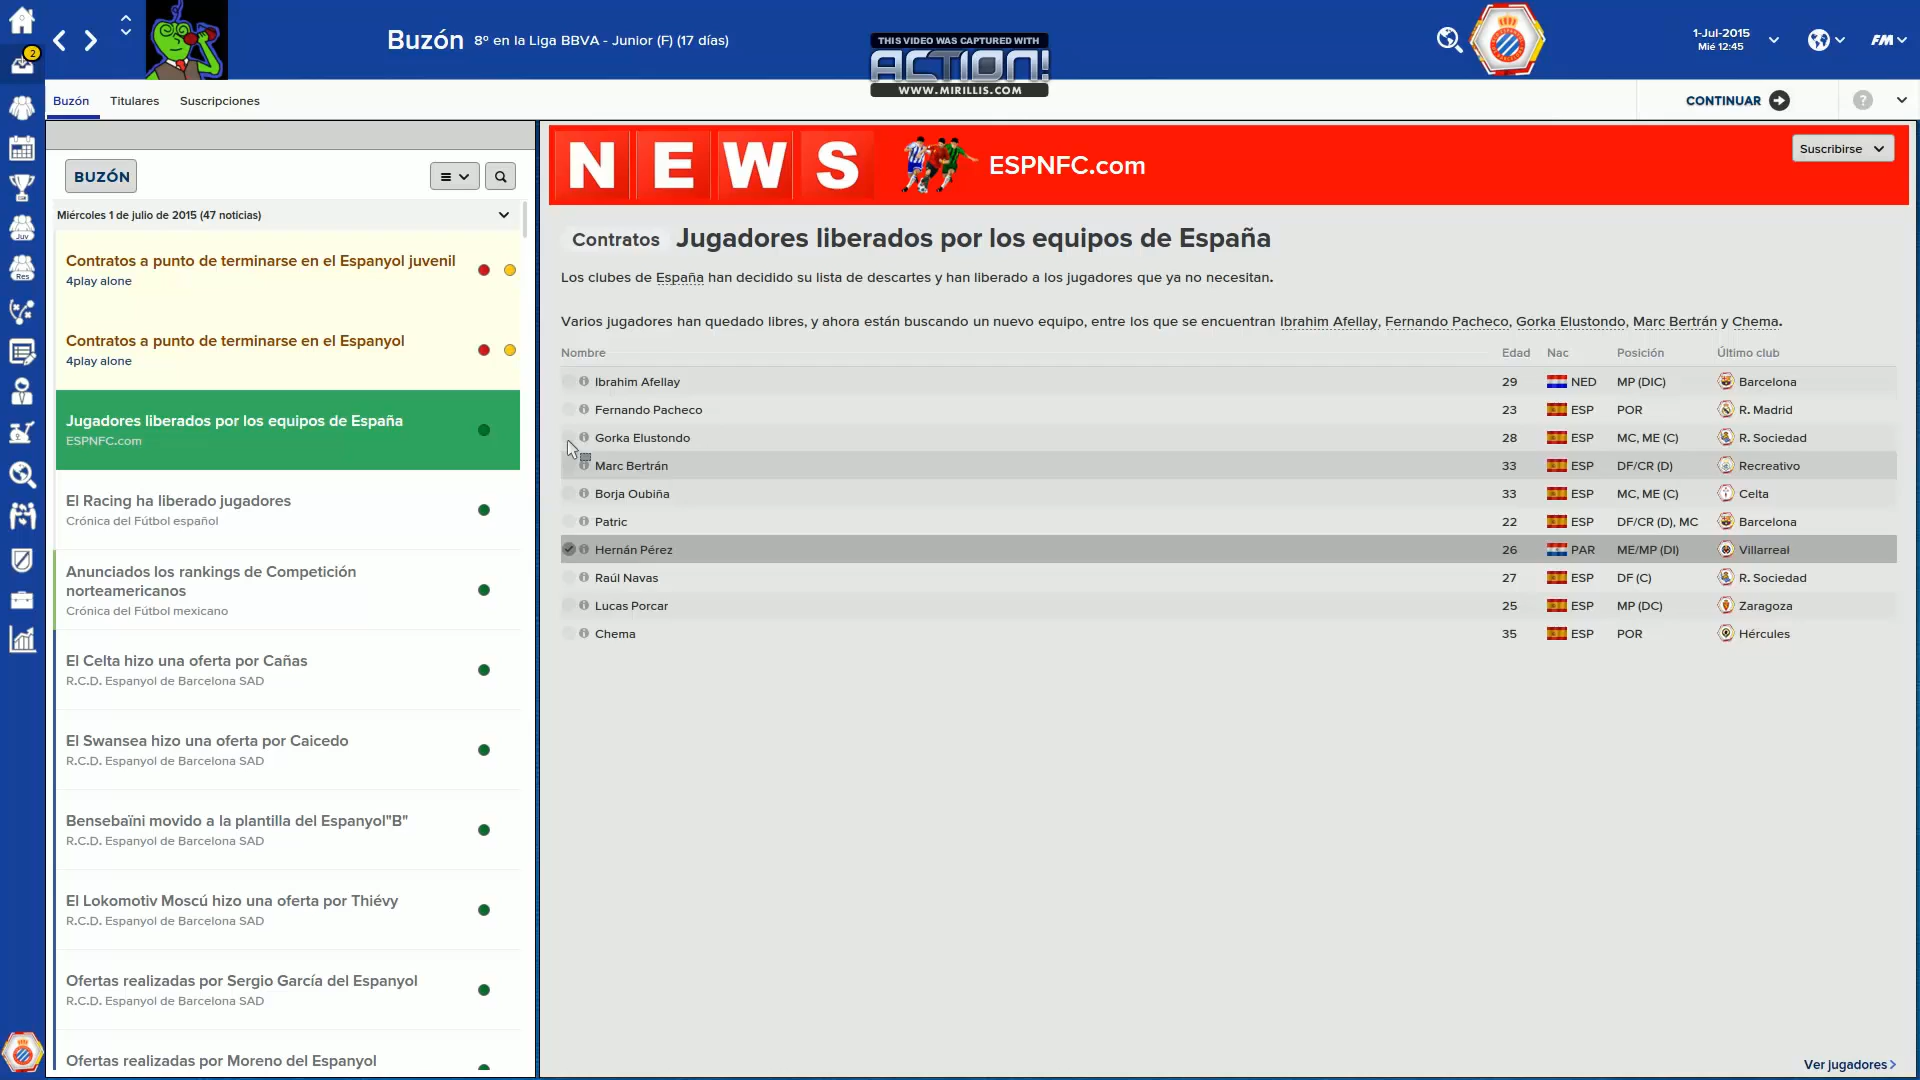 2
Buzón 8º en la Liga BBVA - Junior (F) (17 días)
THIS VIDEO WAS CAPTURED WITH
ACTION!
WWW.MIRILLIS.COM
1-Jul-2015
Mié 12:45
FM
Buzón Titulares Suscripciones
CONTINUAR
?
Juv
Res
BUZÓN
Miércoles 1 de julio de 2015 (47 noticias)
Contratos a punto de terminarse en el Espanyol juvenil
4play alone
Contratos a punto de terminarse en el Espanyol
4play alone
Jugadores liberados por los equipos de España
ESPNFC.com
El Racing ha liberado jugadores
Crónica del Fútbol español
Anunciados los rankings de Competición
norteamericanos
Crónica del Fútbol mexicano
El Celta hizo una oferta por Cañas
R.C.D. Espanyol de Barcelona SAD
El Swansea hizo una oferta por Caicedo
R.C.D. Espanyol de Barcelona SAD
Bensebaïni movido a la plantilla del Espanyol"B"
R.C.D. Espanyol de Barcelona SAD
El Lokomotiv Moscú hizo una oferta por Thiévy
R.C.D. Espanyol de Barcelona SAD
Ofertas realizadas por Sergio García del Espanyol
R.C.D. Espanyol de Barcelona SAD
Ofertas realizadas por Moreno del Espanyol
NEWS ESPNFC.com
Suscribirse
Contratos Jugadores liberados por los equipos de España
Los clubes de España han decidido su lista de descartes y han liberado a los jugadores que ya no necesitan.
Varios jugadores han quedado libres, y ahora están buscando un nuevo equipo, entre los que se encuentran Ibrahim Afellay, Fernando Pacheco, Gorka Elustondo, Marc Bertrán y Chema.
Nombre Edad Nac Posición Último club
Ibrahim Afellay 29 NED MP (DIC) Barcelona
Fernando Pacheco 23 ESP POR R. Madrid
Gorka Elustondo 28 ESP MC, ME (C) R. Sociedad
Marc Bertrán 33 ESP DF/CR (D) Recreativo
Borja Oubiña 33 ESP MC, ME (C) Celta
Patric 22 ESP DF/CR (D), MC Barcelona
Hernán Pérez 26 PAR ME/MP (DI) Villarreal
Raúl Navas 27 ESP DF (C) R. Sociedad
Lucas Porcar 25 ESP MP (DC) Zaragoza
Chema 35 ESP POR Hércules
Ver jugadores